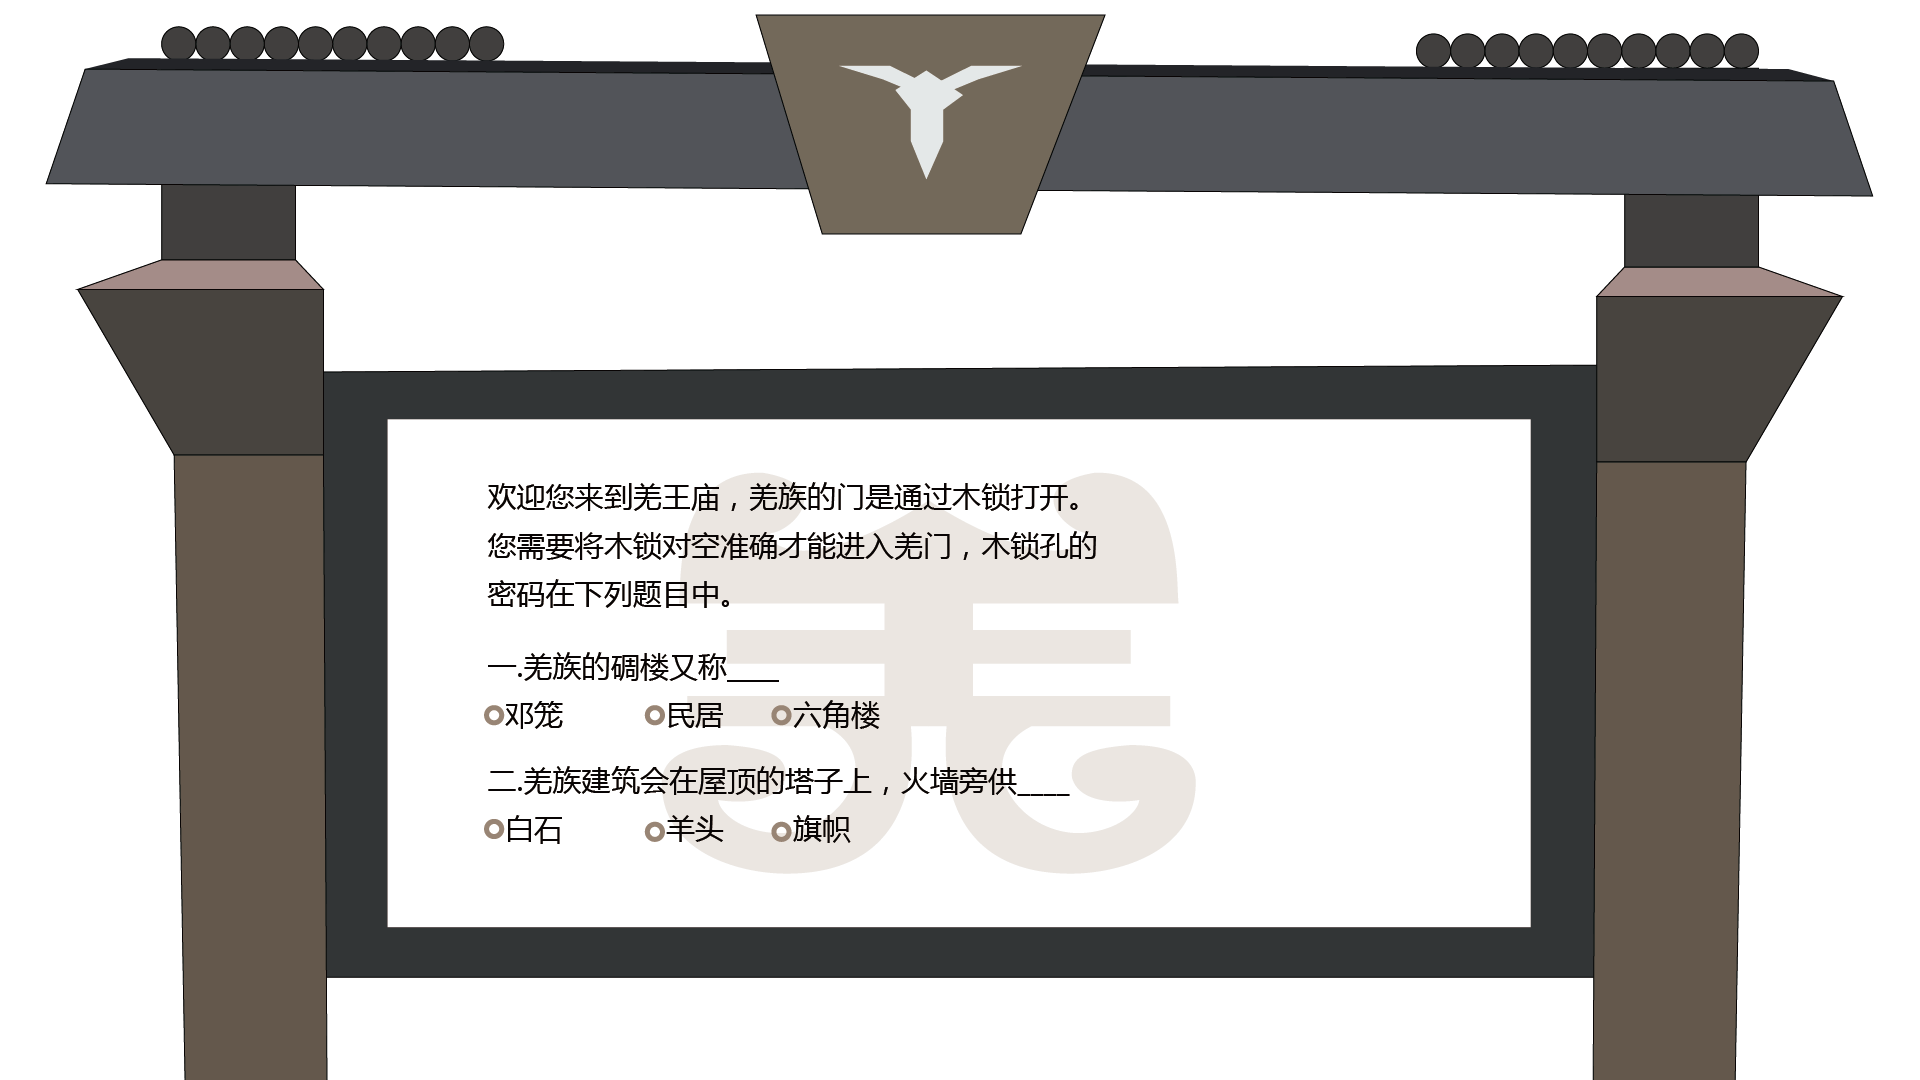 欢迎您来到羌王庙，羌族的门是通过木锁打开。
您需要将木锁对空准确才能进入羌门，木锁孔的
密码在下列题目中。
一.羌族的碉楼又称____
邓笼 民居 六角楼
二.羌族建筑会在屋顶的塔子上，火墙旁供____
白石 羊头 旗帜